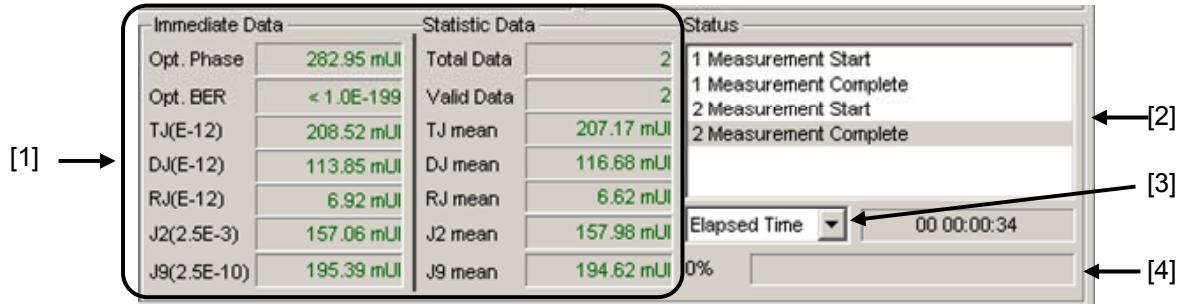 Immediate Data Statistic Data Status
Opt. Phase 282.95 mUI Total Data 2 1 Measurement Start
Opt. BER < 1.0E-199 Valid Data 2 1 Measurement Complete
2 Measurement Start
[2]
TJ(E-12) 208.52 mUI TJ mean 207.17 mUI 2 Measurement Complete
[1] DJ(E-12) 113.85 mUI DJ mean 116.68 mUI
[3]
RJ(E-12) 6.92 mUI RJ mean 6.62 mUI
Elapsed Time 00 00:00:34
J2(2.5E-3) 157.06 mUI J2 mean 157.98 mUI
J9(2.5E-10) 195.39 mUI J9 mean 194.62 mUI 0% [4]